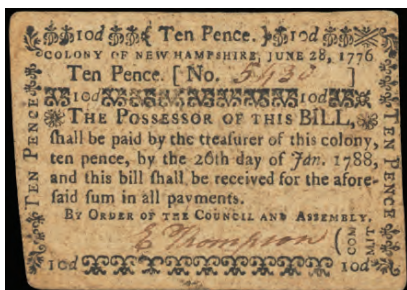 10d Ten Pence. 10d
COLONY OF NEW HAMPSHIRE, JUNE 28, 1776
Ten Pence. [ No. 5930 ]
10d 10d
THE POSSESSOR OF THIS BILL,
ſhall be paid by the treaſurer of this colony,
ten pence, by the 26th day of Jan. 1788,
and this bill ſhall be received for the afore-
ſaid ſum in all payments.
BY ORDER OF THE COUNCIL AND ASSEMBLY,
E Thompson ( COM
MIT
10d 10d
TEN PENCE
TEN PENCE